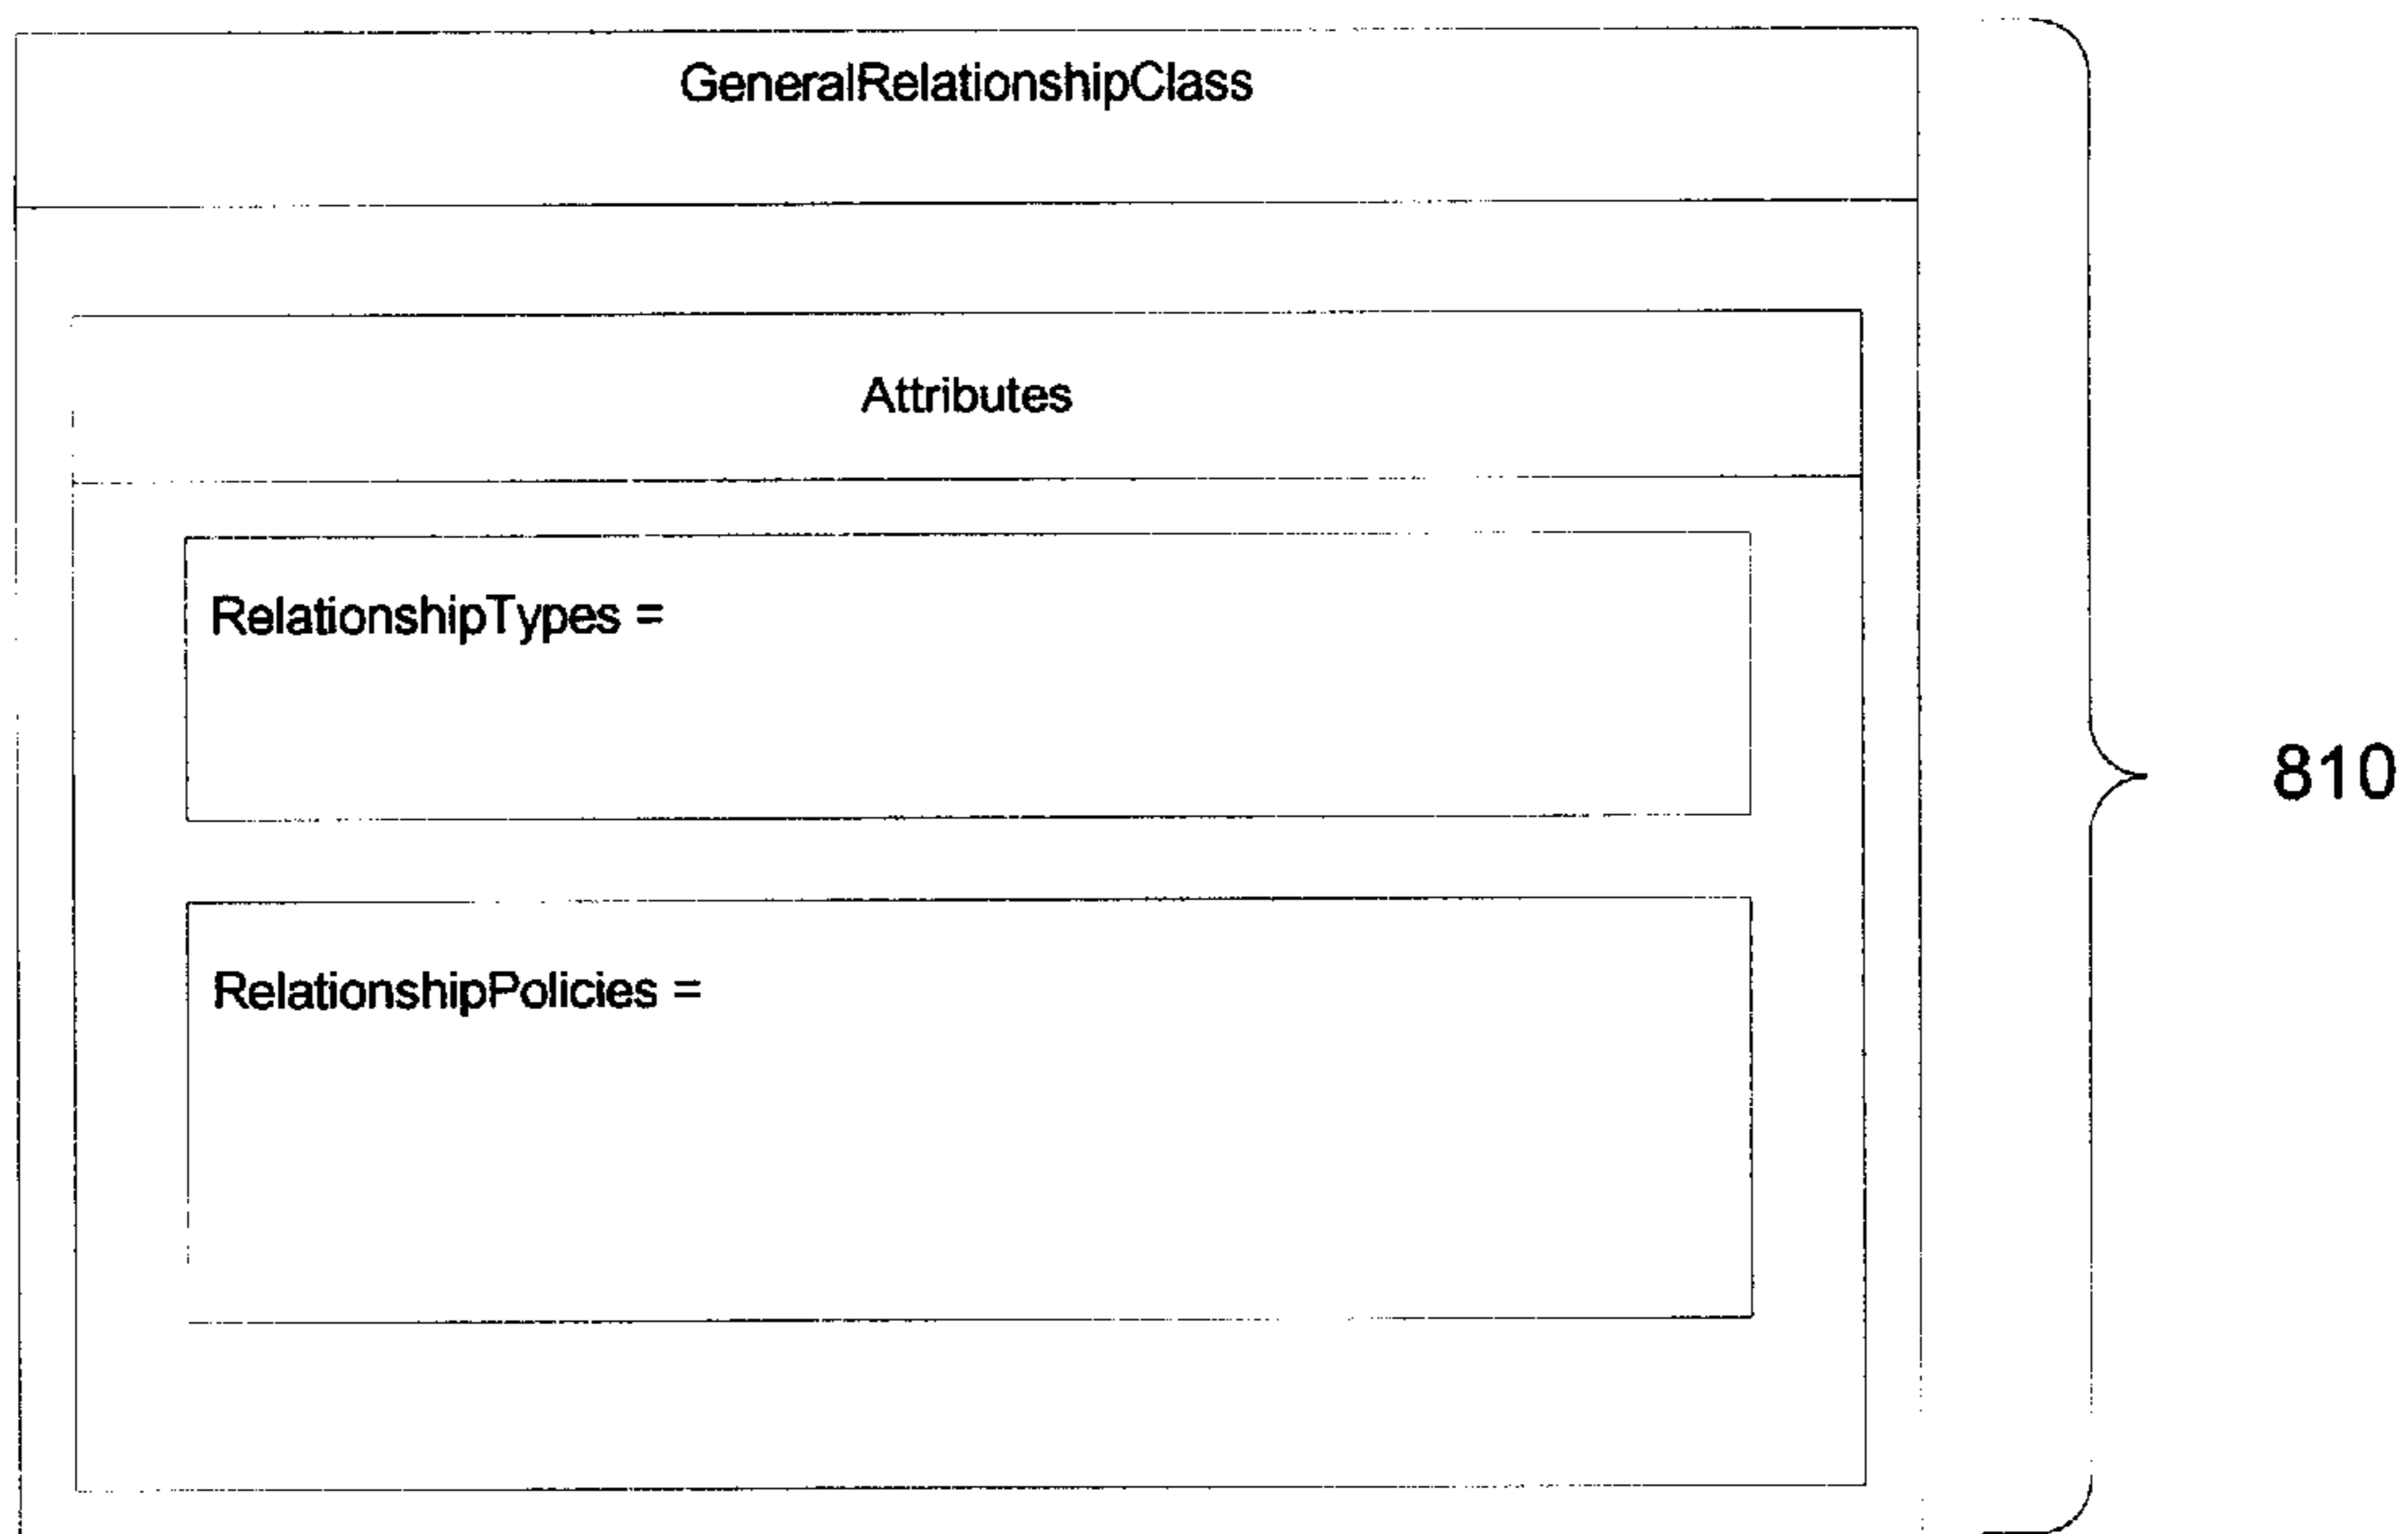 GeneralRelationshipClass
Attributes
RelationshipTypes =
810
RelationshipPolicies =